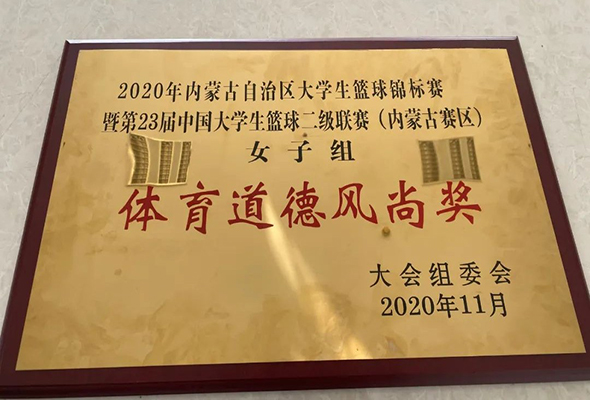 2020年内蒙古自治区大学生篮球锦标赛
暨第23届中国大学生篮球二级联赛（内蒙古赛区）
女子组
体育道德风尚奖
大会组委会
2020年11月